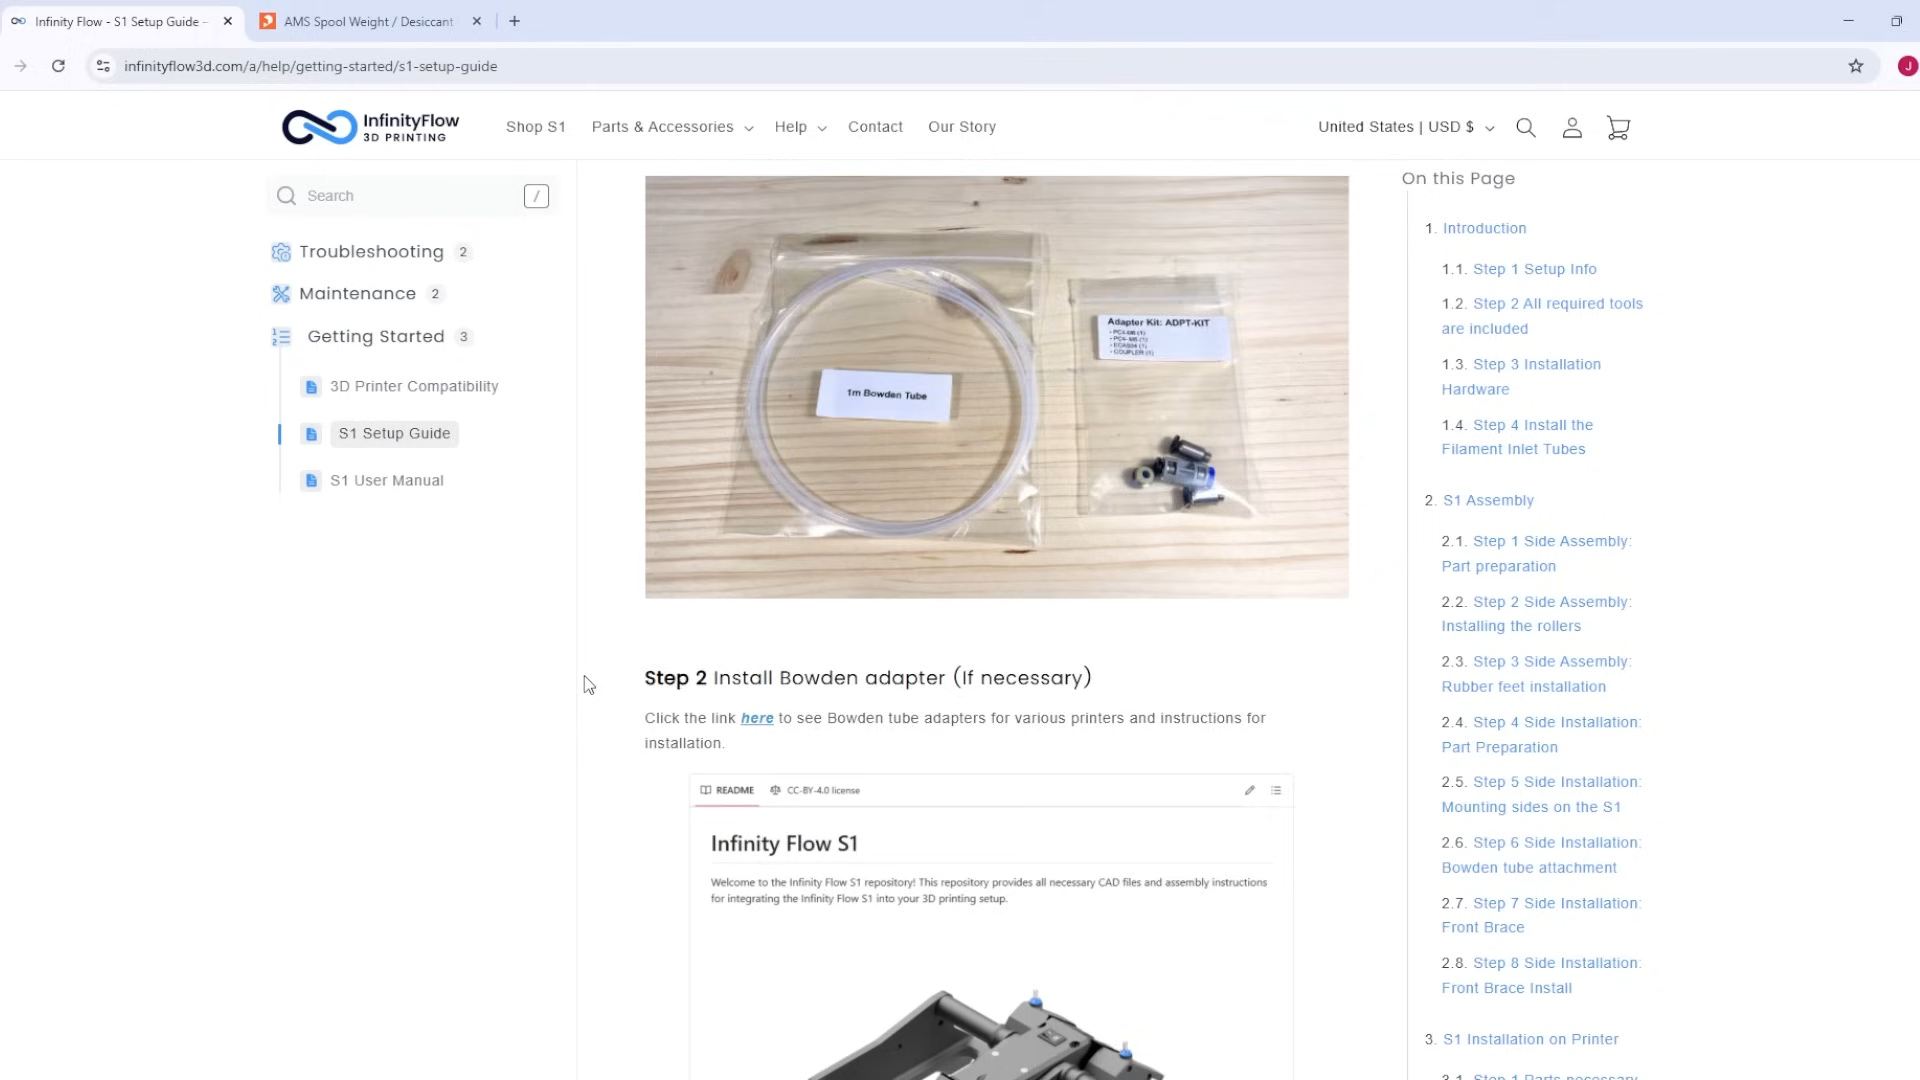 Infinity Flow - S1 Setup Guide -
AMS Spool Weight / Desiccant
infinityflow3d.com/a/help/getting-started/s1-setup-guide
J
InfinityFlow
3D PRINTING
Shop S1
Parts & Accessories
Help
Contact
Our Story
United States | USD $
Search
/
Troubleshooting 2
Maintenance 2
Getting Started 3
3D Printer Compatibility
S1 Setup Guide
S1 User Manual
1m Bowden Tube
Adapter Kit: ADPT-KIT
COUPLER (1)
Step 2 Install Bowden adapter (If necessary)
Click the link here to see Bowden tube adapters for various printers and instructions for
installation.
README
CC-BY-4.0 license
Infinity Flow S1
Welcome to the Infinity Flow S1 repository! This repository provides all necessary CAD files and assembly instructions
for integrating the Infinity Flow S1 into your 3D printing setup.
On this Page
1. Introduction
1.1. Step 1 Setup Info
1.2. Step 2 All required tools
are included
1.3. Step 3 Installation
Hardware
1.4. Step 4 Install the
Filament Inlet Tubes
2. S1 Assembly
2.1. Step 1 Side Assembly:
Part preparation
2.2. Step 2 Side Assembly:
Installing the rollers
2.3. Step 3 Side Assembly:
Rubber feet installation
2.4. Step 4 Side Installation:
Part Preparation
2.5. Step 5 Side Installation:
Mounting sides on the S1
2.6. Step 6 Side Installation:
Bowden tube attachment
2.7. Step 7 Side Installation:
Front Brace
2.8. Step 8 Side Installation:
Front Brace Install
3. S1 Installation on Printer
3.1. Step 1 Parts necessary